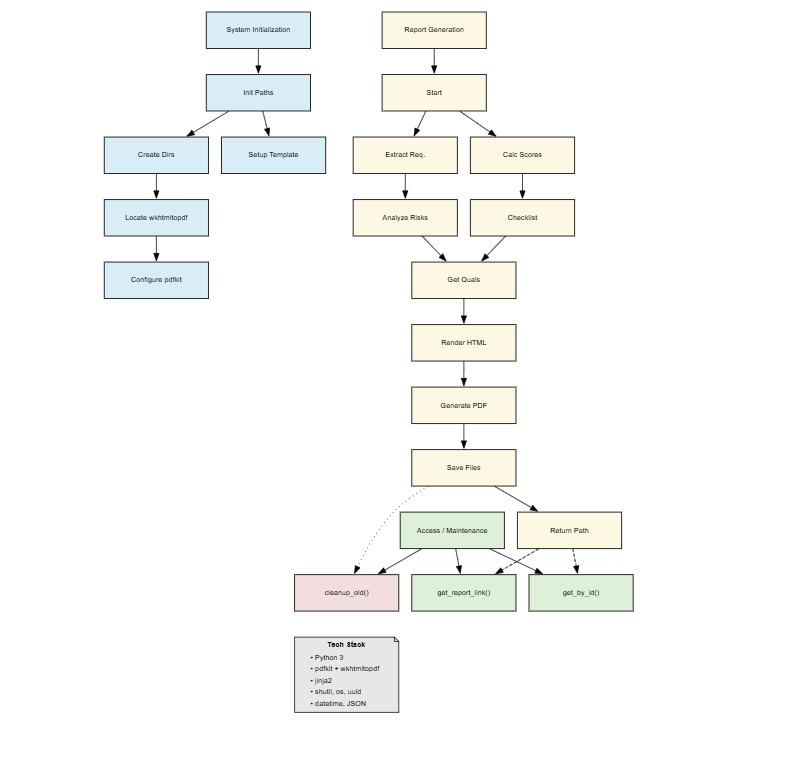 System Initialization
Report Generation
Init Paths
Start
Create Dirs
Setup Template
Extract Req.
Calc Scores
Locate wkhtmltopdf
Analyze Risks
Checklist
Configure pdfkit
Get Quals
Render HTML
Generate PDF
Save Files
Access / Maintenance
Return Path
cleanup_old()
get_report_link()
get_by_id()
Tech Stack
• Python 3
• pdfkit + wkhtmltopdf
• jinja2
• shutil, os, uuid
• datetime, JSON